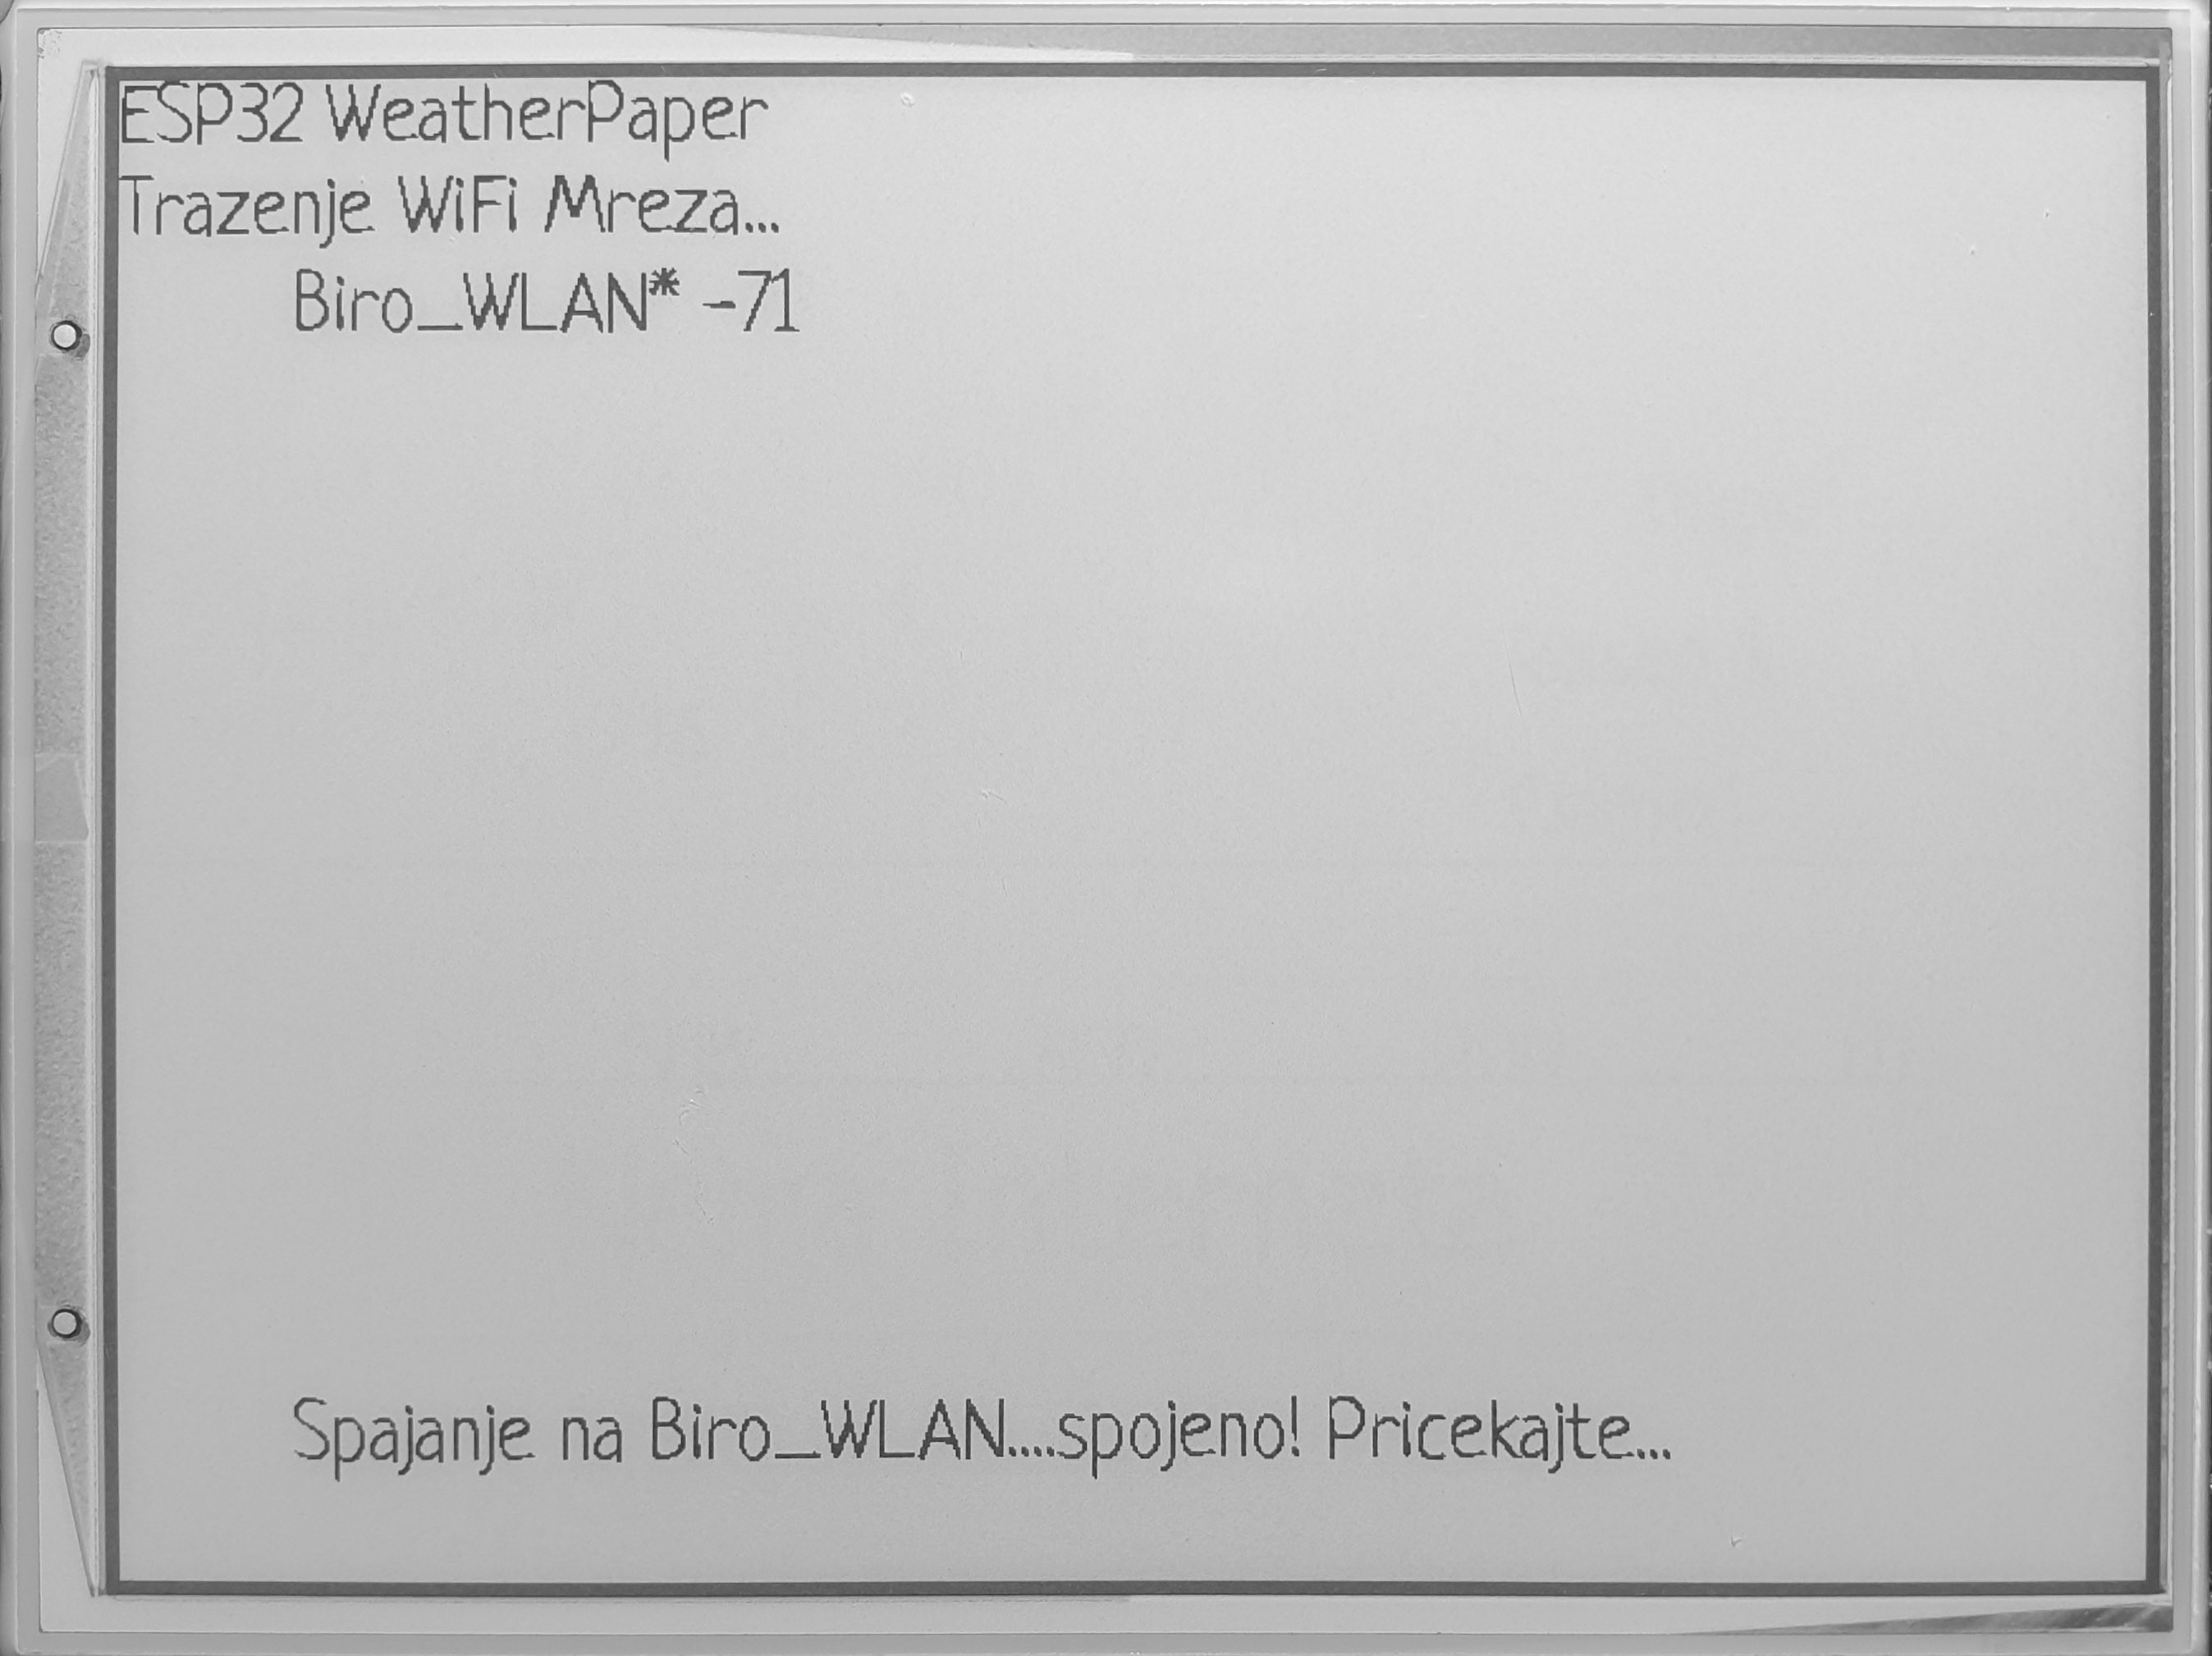 ESP32 WeatherPaper
Trazenje WiFi Mreza...
Biro_WLAN* -71
Spajanje na Biro_WLAN....spojeno! Pricekajte...